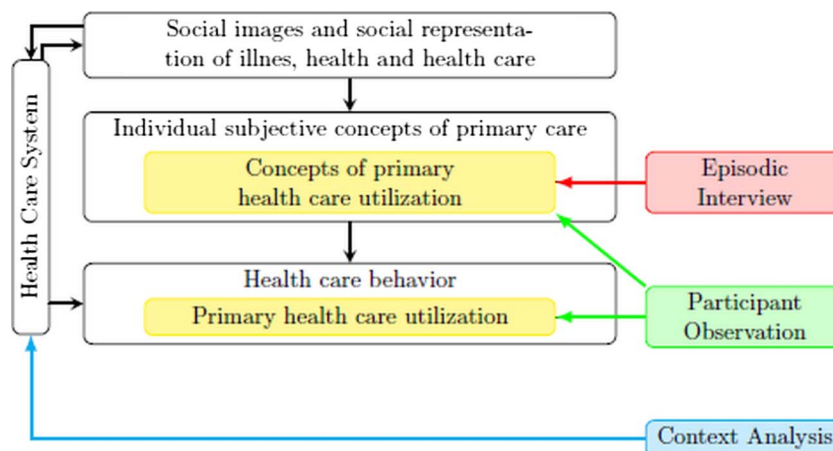 Social images and social representa-
tion of illnes, health and health care
Health Care System
Individual subjective concepts of primary care
Concepts of primary
health care utilization
Episodic
Interview
Health care behavior
Primary health care utilization
Participant
Observation
Context Analysis